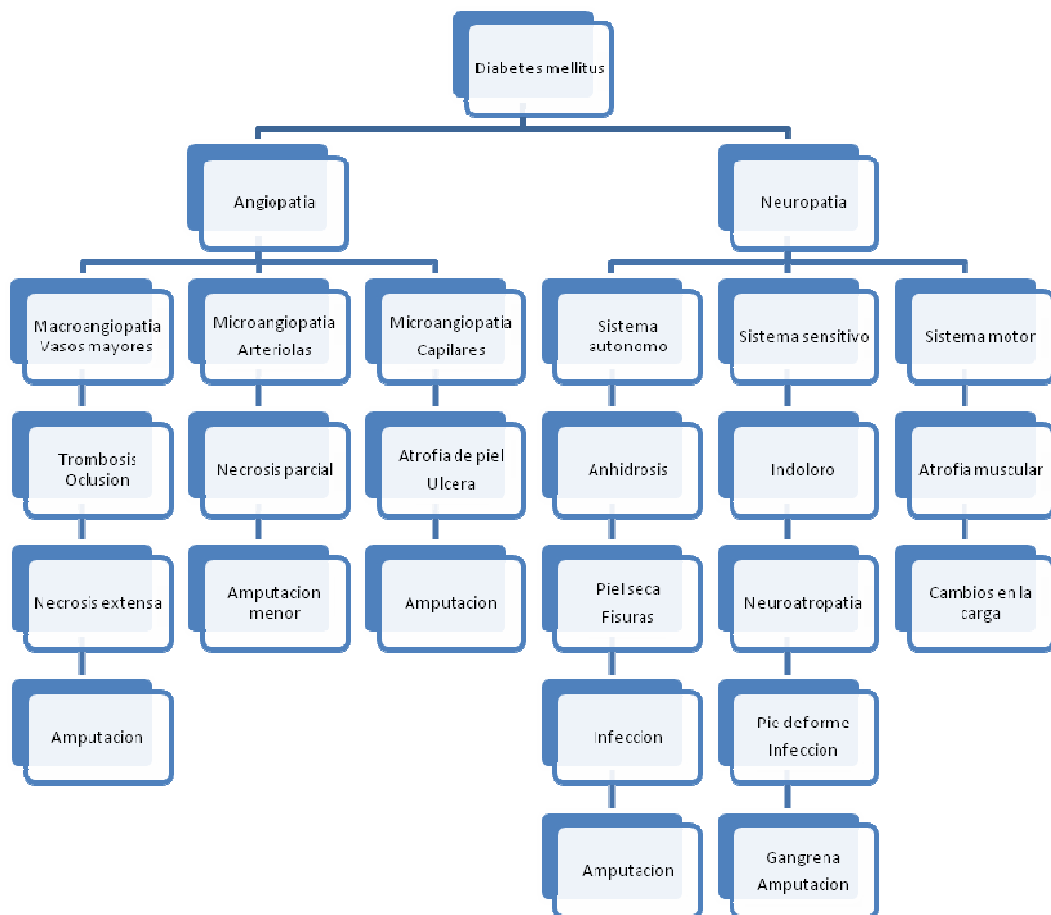 Diabetes mellitus
Angiopatia
Neuropatia
Macroangiopatia
Vasos mayores
Microangiopatia
Arteriolas
Microangiopatia
Capilares
Sistema
autonomo
Sistema sensitivo
Sistema motor
Trombosis
Oclusion
Necrosis parcial
Atrofia de piel
Ulcera
Anhidrosis
Indoloro
Atrofia muscular
Necrosis extensa
Amputacion
menor
Amputacion
Piel seca
Fisuras
Neuroatropatia
Cambios en la
carga
Amputacion
Infeccion
Pie deforme
Infeccion
Amputacion
Gangrena
Amputacion